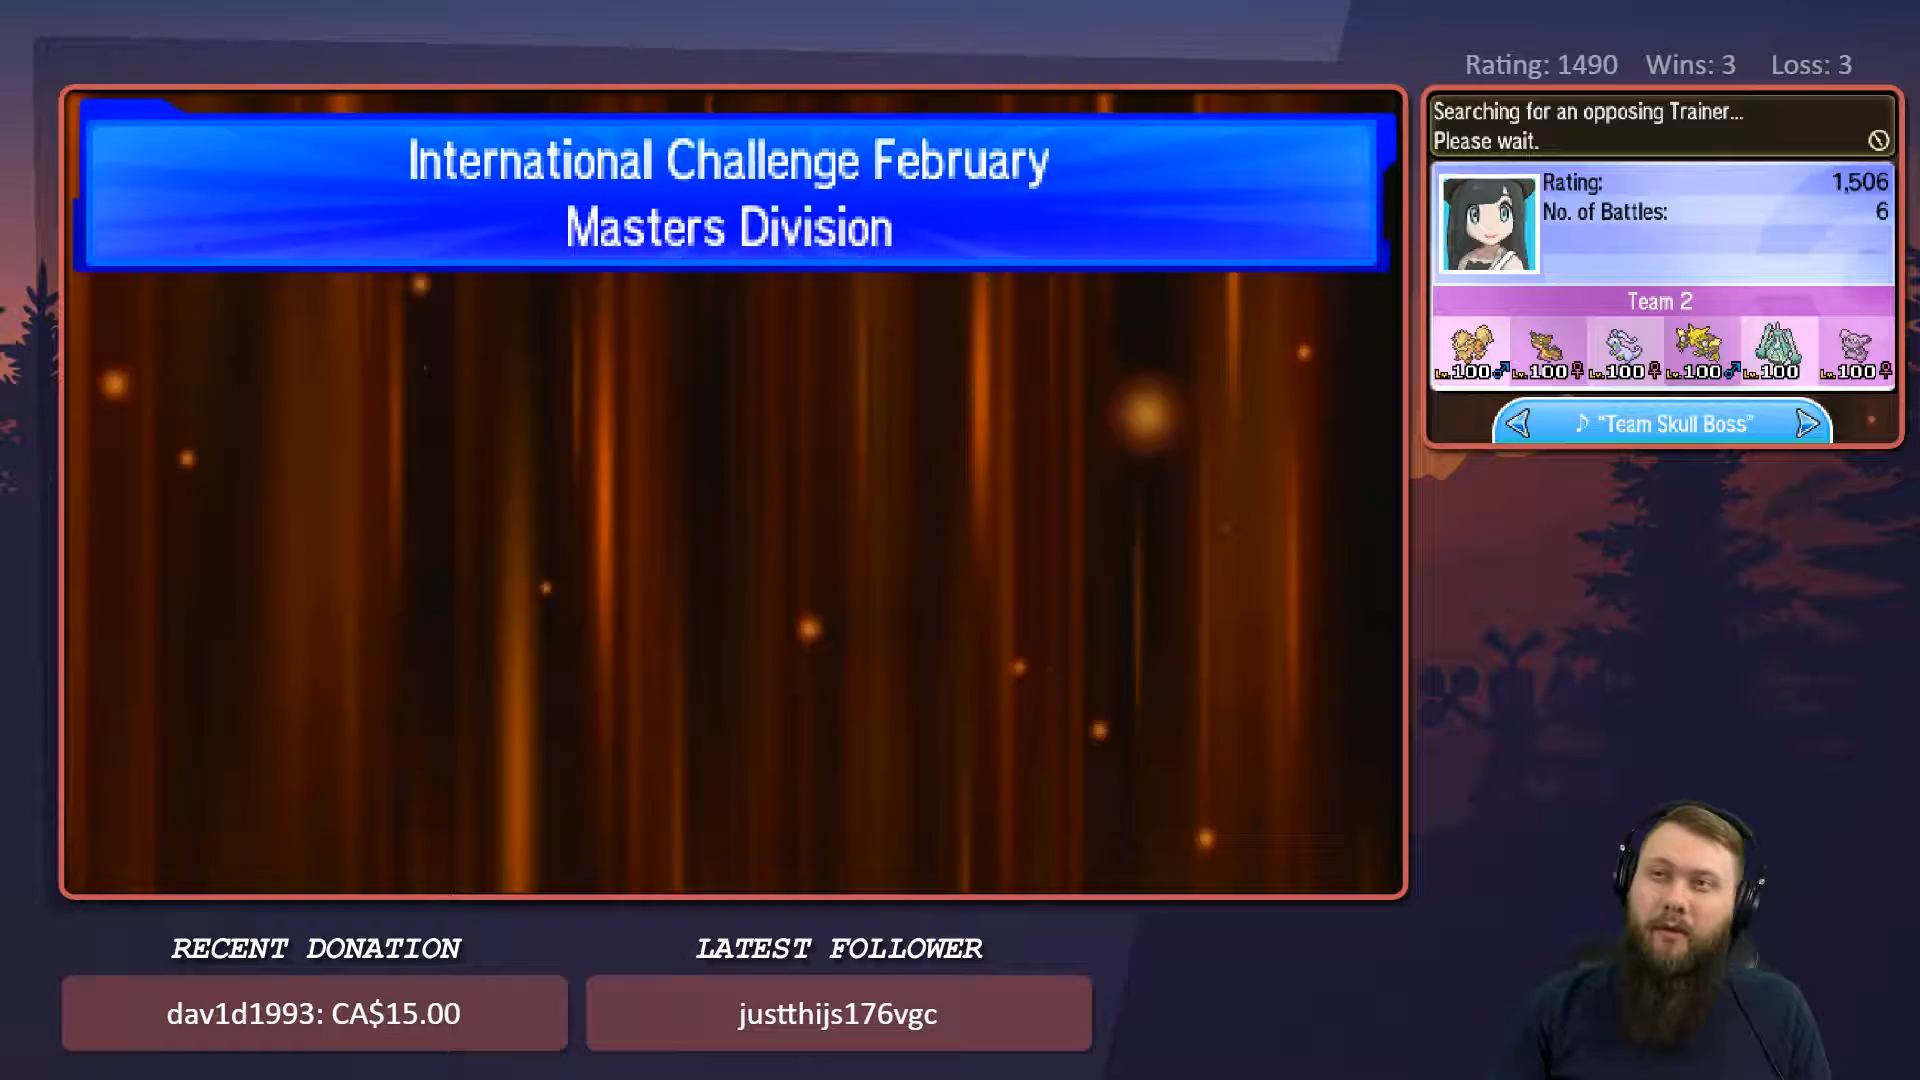 Rating: 1490 Wins: 3 Loss: 3
International Challenge February
Masters Division
Searching for an opposing Trainer...
Please wait.
Rating: 1,506
No. of Battles: 6
Team 2
Lv.100♂ Lv.100♀ Lv.100♀ Lv.100♂ Lv.100 Lv.100♀
♪ "Team Skull Boss"
RECENT DONATION
dav1d1993: CA$15.00
LATEST FOLLOWER
justthijs176vgc